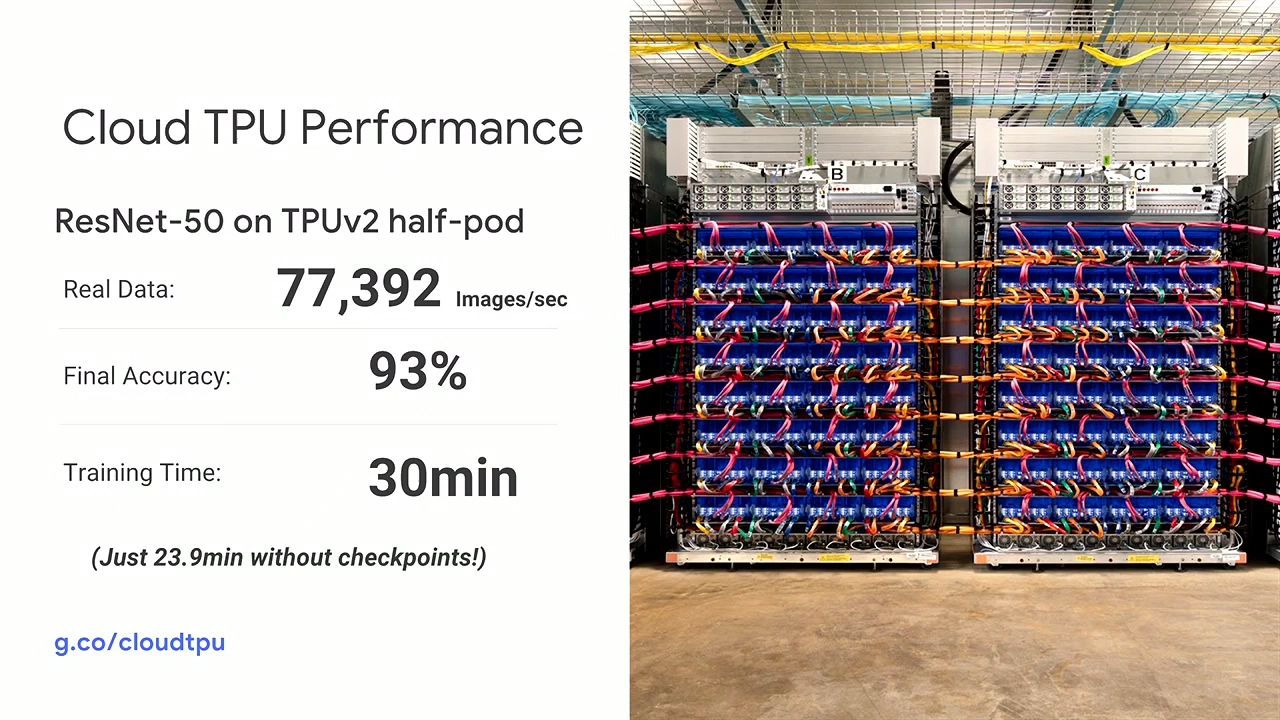 Cloud TPU Performance
ResNet-50 on TPUv2 half-pod
Real Data: 77,392 Images/sec
Final Accuracy: 93%
Training Time: 30min
(Just 23.9min without checkpoints!)
g.co/cloudtpu
B
C